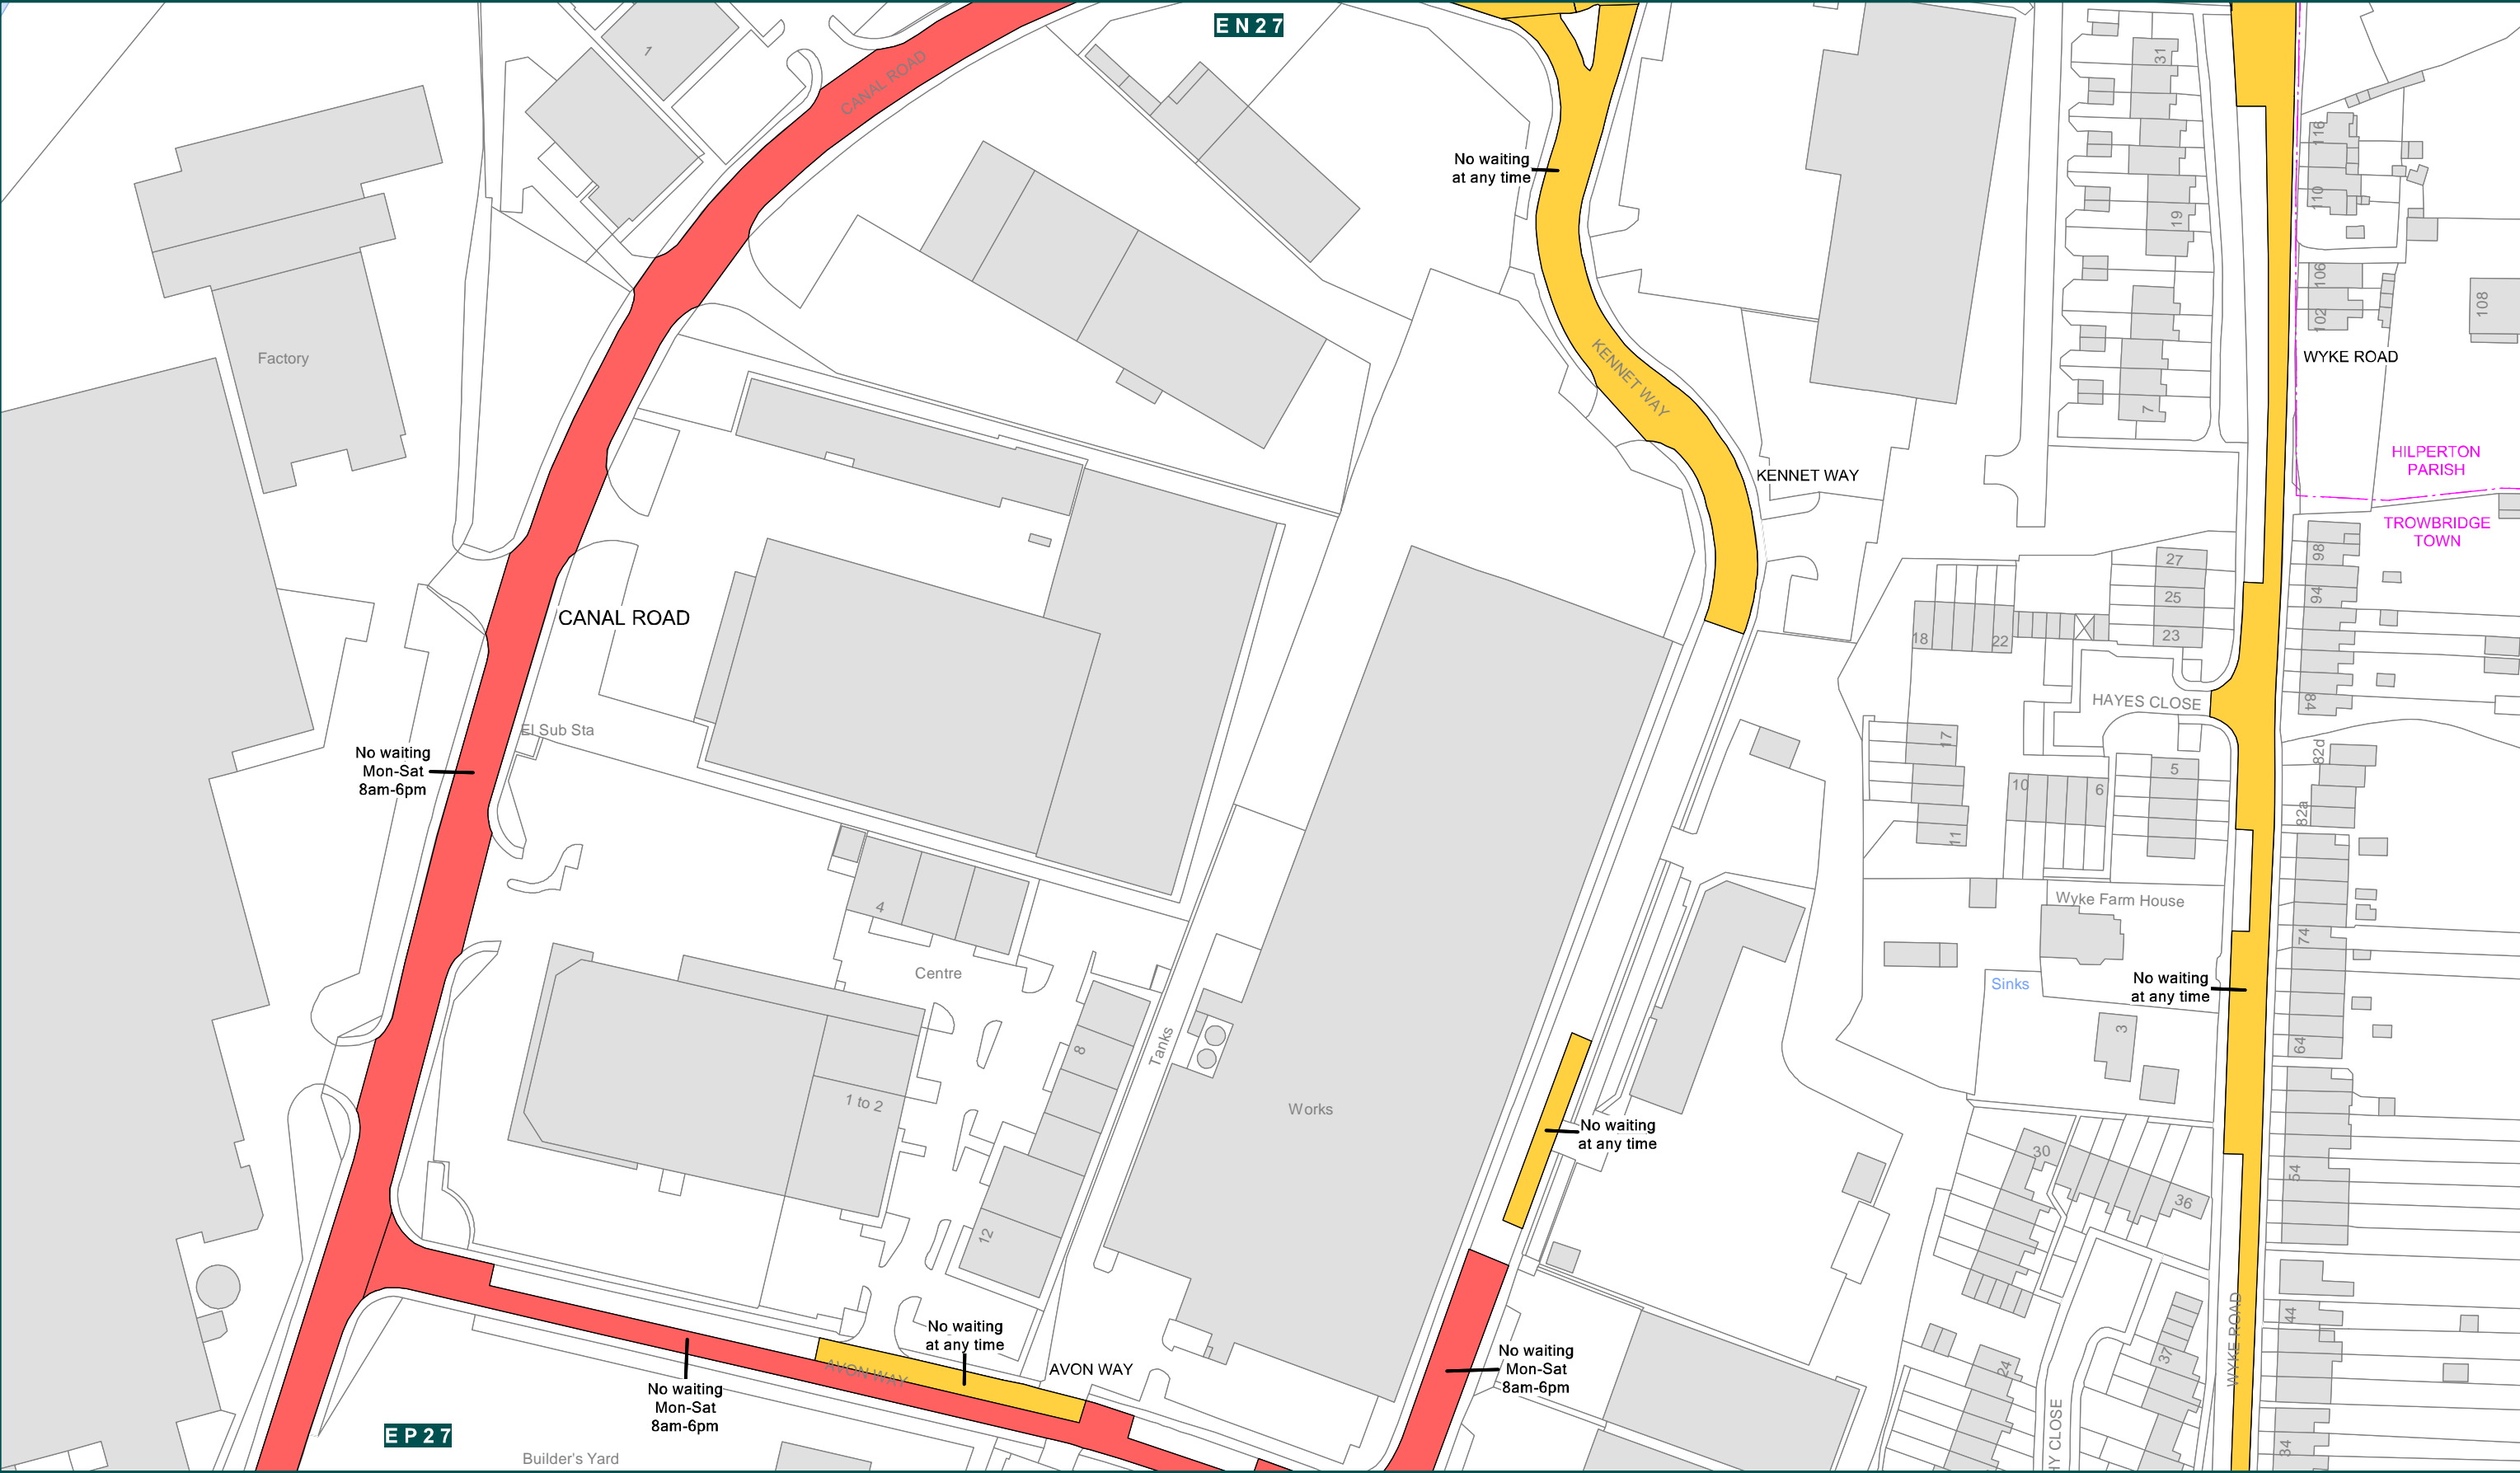 EN27
1
CANAL ROAD
31
116
No waiting
at any time
110
19
106
102
108
Factory
WYKE ROAD
KENNET WAY
7
HILPERTON
PARISH
KENNET WAY
TROWBRIDGE
TOWN
98
27
94
25
CANAL ROAD
18
22
23
HAYES CLOSE
84
El Sub Sta
17
82d
No waiting
Mon-Sat
8am-6pm
5
10
6
82a
11
4
Wyke Farm House
74
Centre
Sinks
No waiting
at any time
3
8
Tanks
64
1 to 2
Works
No waiting
at any time
30
54
36
12
No waiting
at any time
44
WYKE ROAD
AVON WAY
AVON WAY
No waiting
Mon-Sat
8am-6pm
24
37
No waiting
Mon-Sat
8am-6pm
EP27
HY CLOSE
34
Builder's Yard